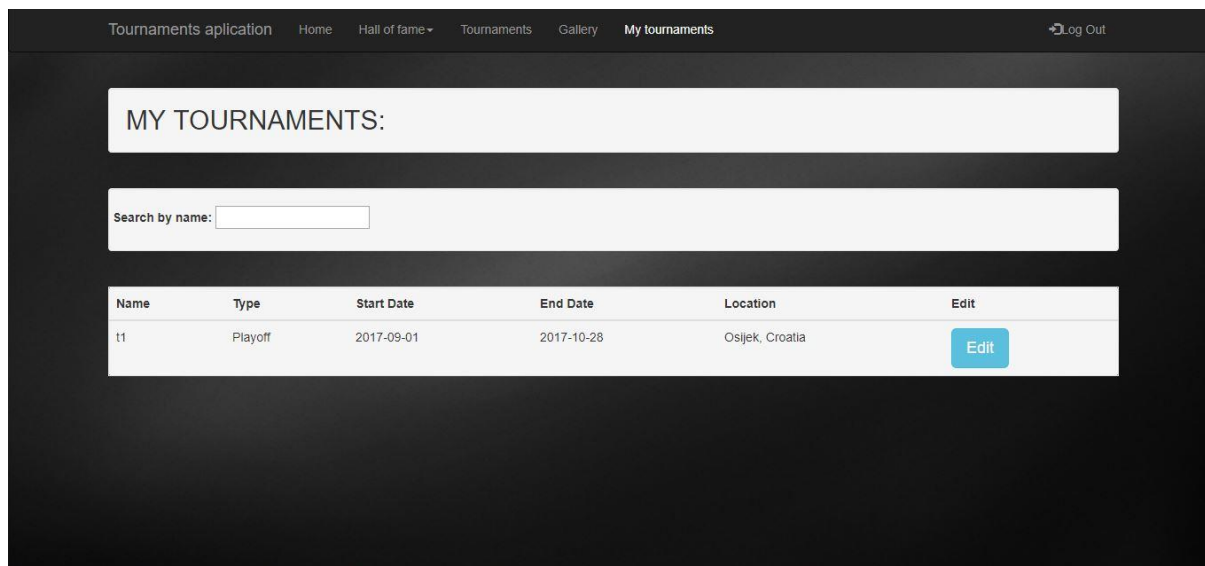 Tournaments aplication Home Hall of fame Tournaments Gallery My tournaments Log Out
MY TOURNAMENTS:
Search by name:
Name Type Start Date End Date Location Edit
t1 Playoff 2017-09-01 2017-10-28 Osijek, Croatia Edit